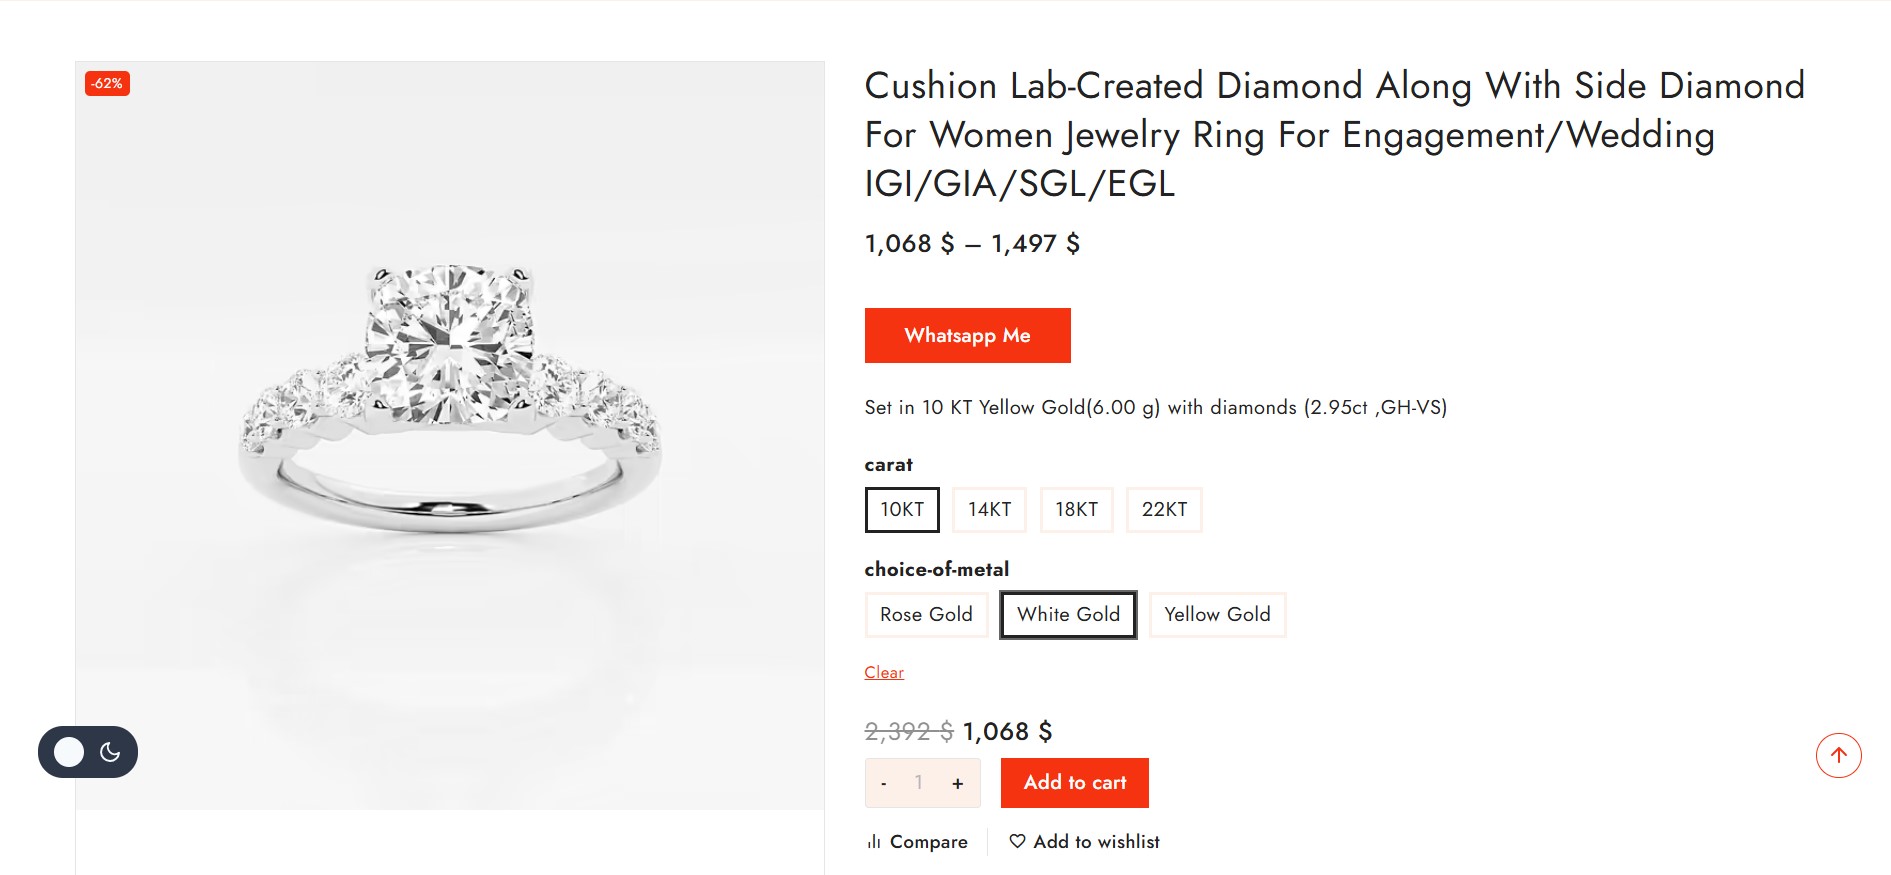 -62%
Cushion Lab-Created Diamond Along With Side Diamond
For Women Jewelry Ring For Engagement/Wedding
IGI/GIA/SGL/EGL
1,068 $ – 1,497 $
Whatsapp Me
Set in 10 KT Yellow Gold(6.00 g) with diamonds (2.95ct ,GH-VS)
carat
10KT 14KT 18KT 22KT
choice-of-metal
Rose Gold White Gold Yellow Gold
Clear
2,392 $ 1,068 $
- 1 + Add to cart
Compare Add to wishlist